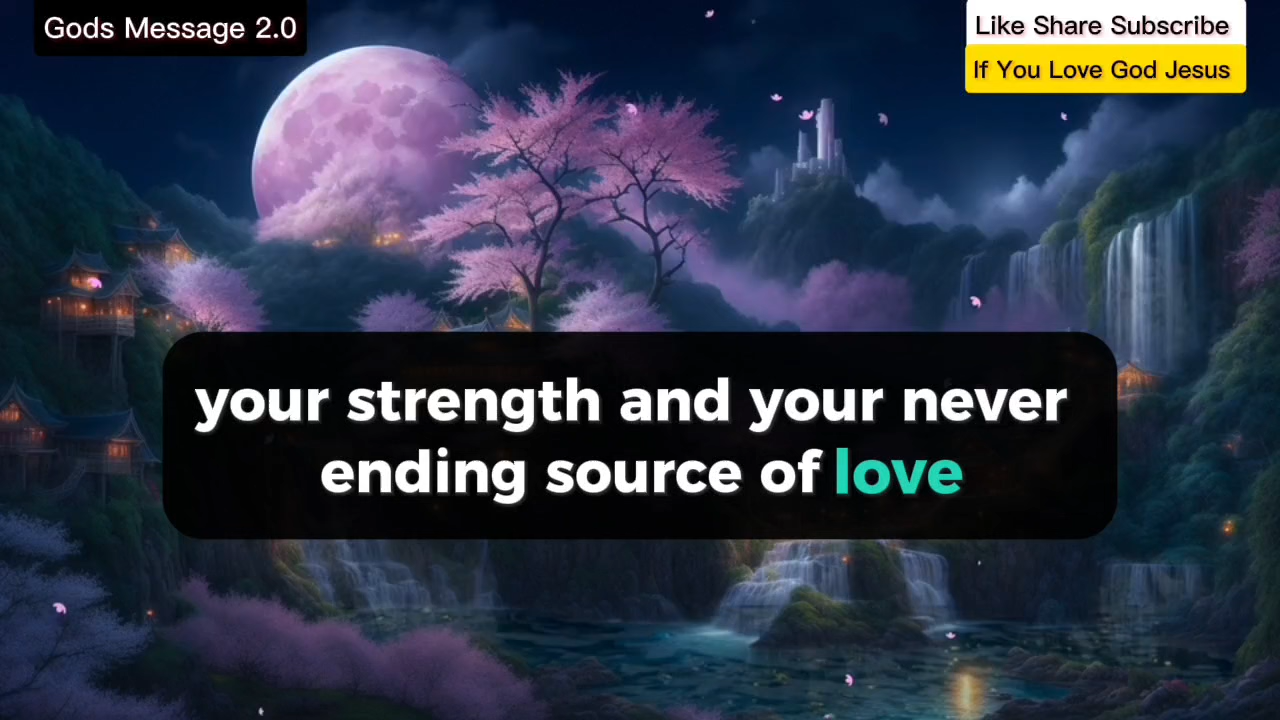 Gods Message 2.0
Like Share Subscribe
If You Love God Jesus
your strength and your never
ending source of love